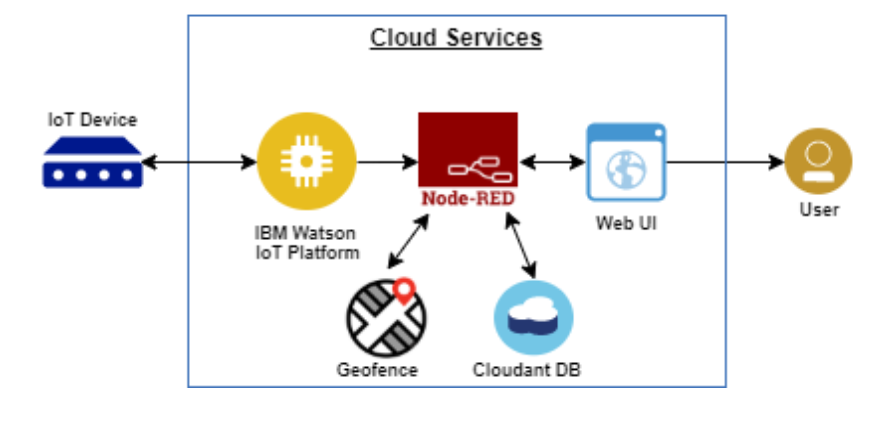 Cloud Services
IoT Device
Node-RED
IBM Watson
IoT Platform
Web UI
User
Geofence
Cloudant DB